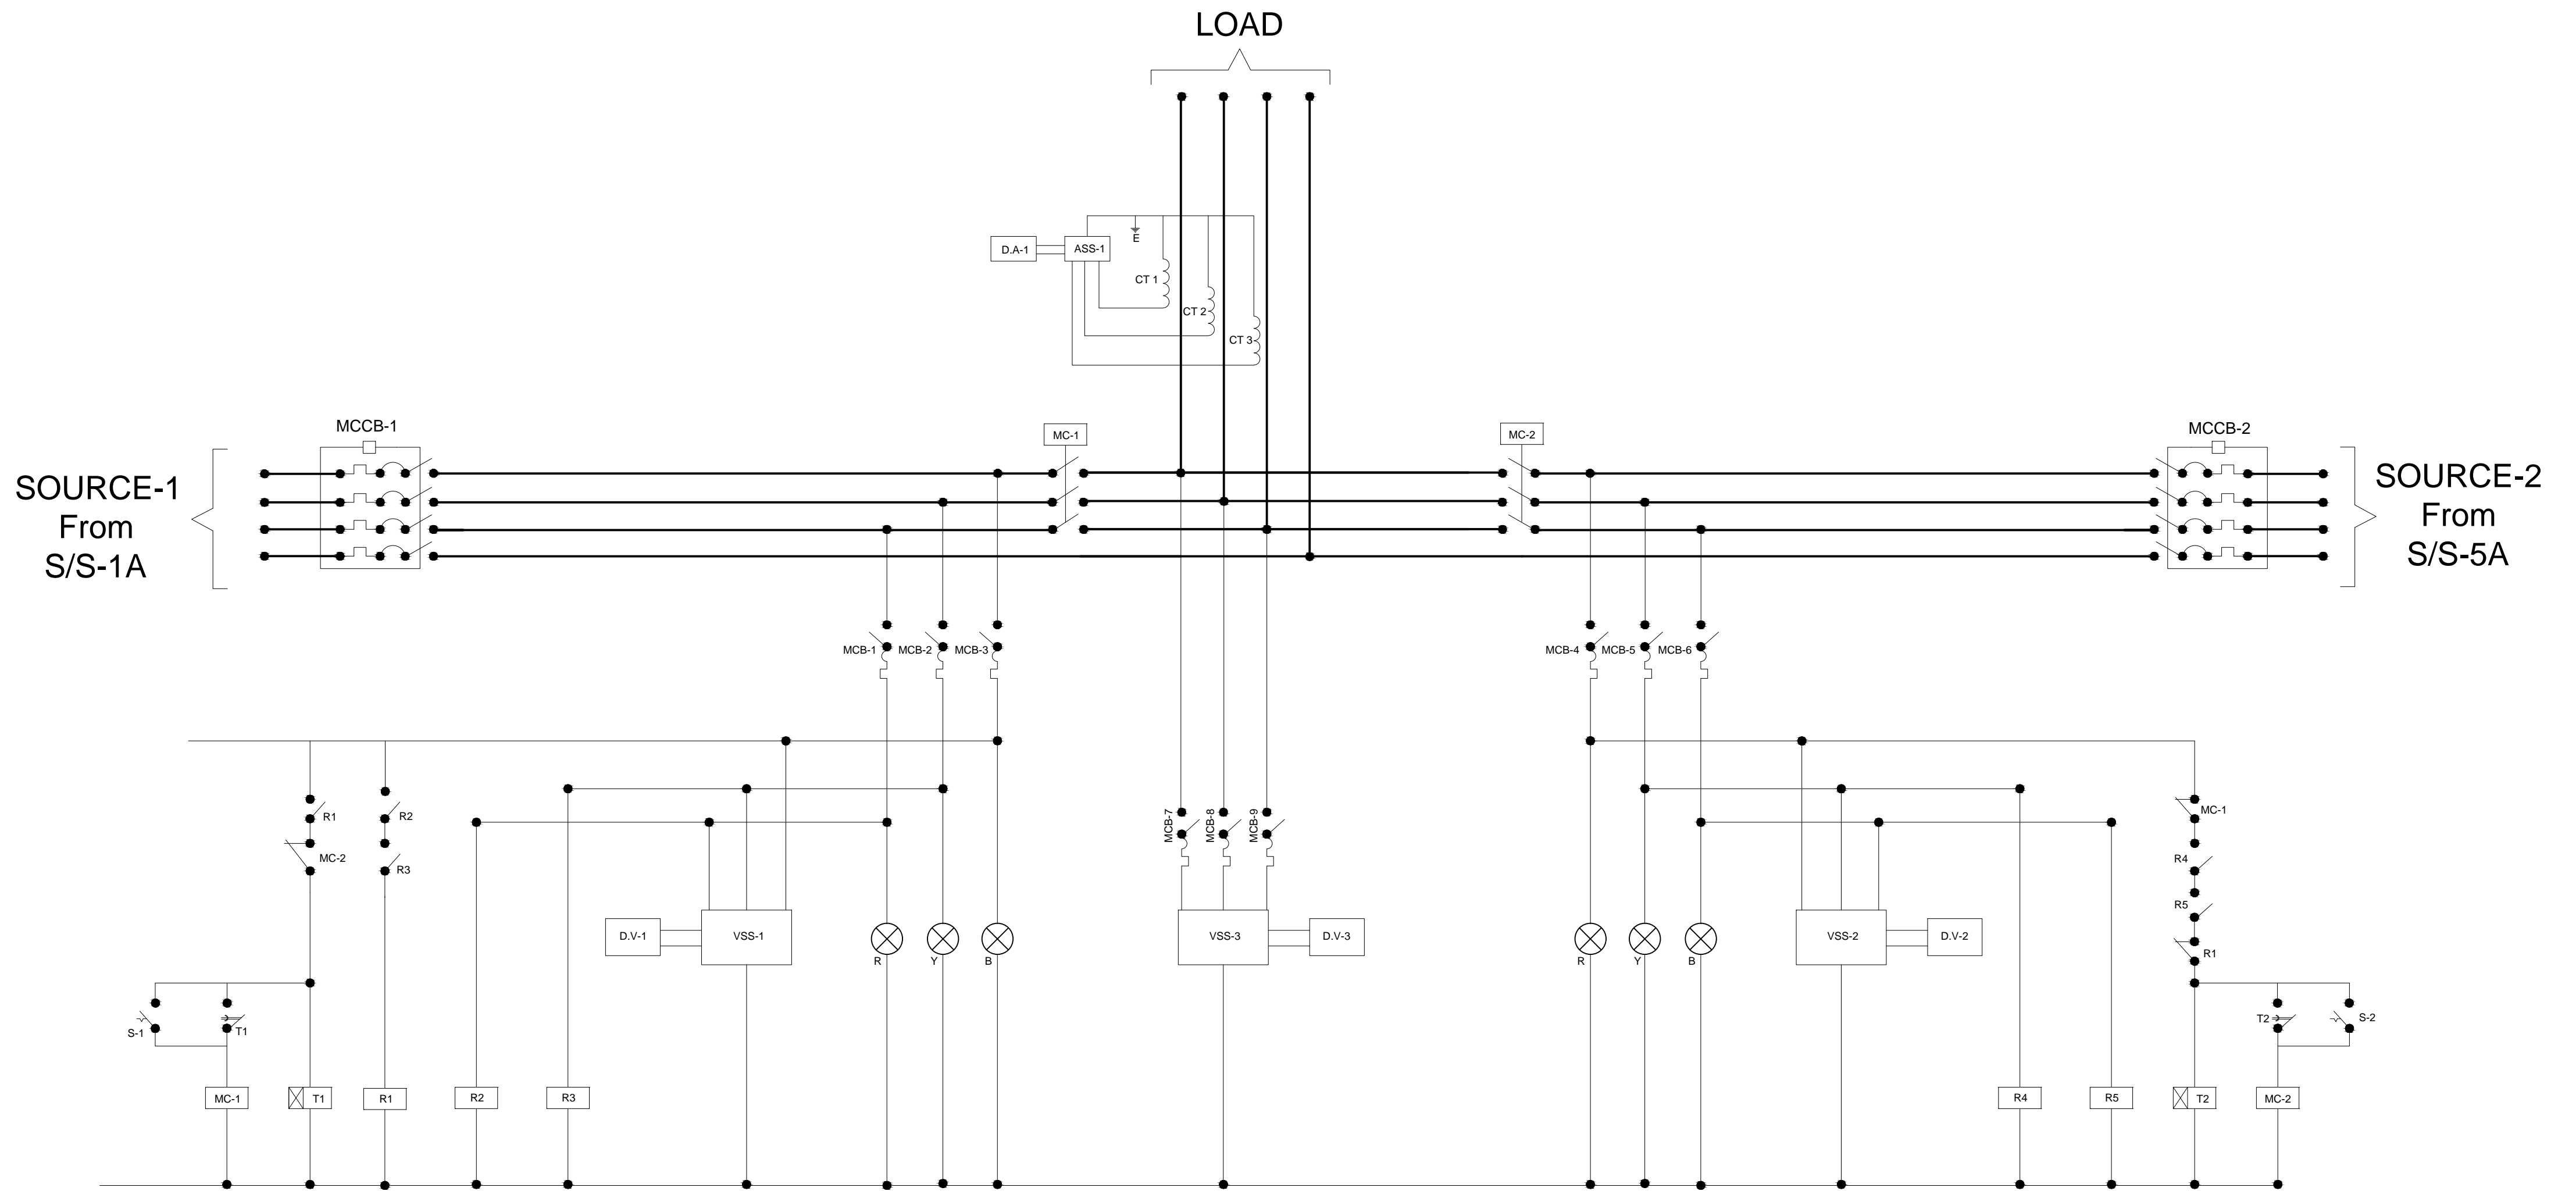 LOAD
D.A-1
ASS-1
E
CT 1
CT 2
CT 3
MCCB-1
MC-1
MC-2
MCCB-2
SOURCE-1
From
S/S-1A
SOURCE-2
From
S/S-5A
MCB-1
MCB-2
MCB-3
MCB-4
MCB-5
MCB-6
R1
R2
MC-2
R3
MCB-7
MCB-8
MCB-9
MC-1
R4
R5
R1
D.V-1
VSS-1
R
Y
B
VSS-3
D.V-3
R
Y
B
VSS-2
D.V-2
S-1
T1
T2
S-2
MC-1
T1
R1
R2
R3
R4
R5
T2
MC-2